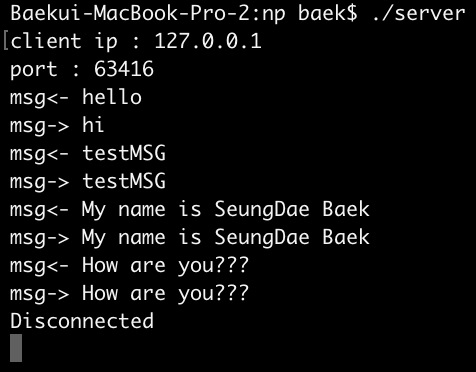 Baekui-MacBook-Pro-2:np baek$ ./server
[client ip : 127.0.0.1
port : 63416
msg<- hello
msg-> hi
msg<- testMSG
msg-> testMSG
msg<- My name is SeungDae Baek
msg-> My name is SeungDae Baek
msg<- How are you???
msg-> How are you???
Disconnected